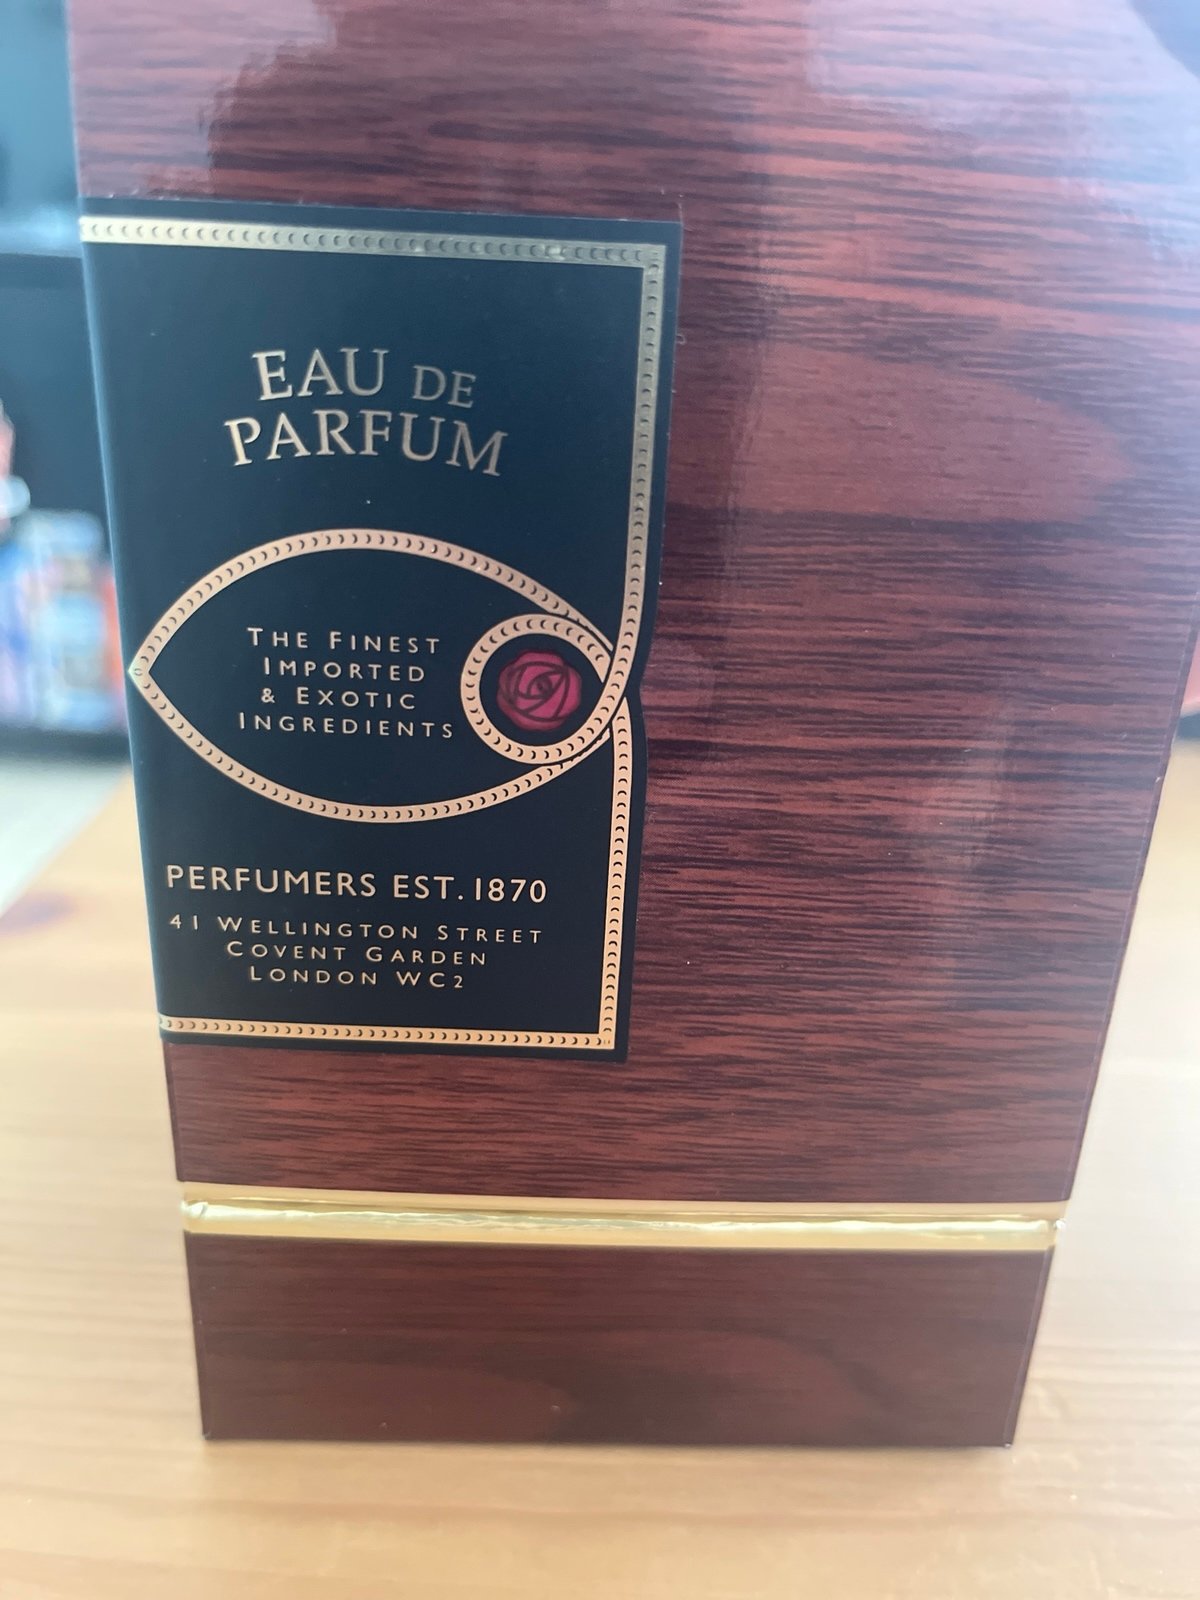 EAU DE
PARFUM
THE FINEST
IMPORTED
& EXOTIC
INGREDIENTS
PERFUMERS EST. 1870
41 WELLINGTON STREET
COVENT GARDEN
LONDON WC2